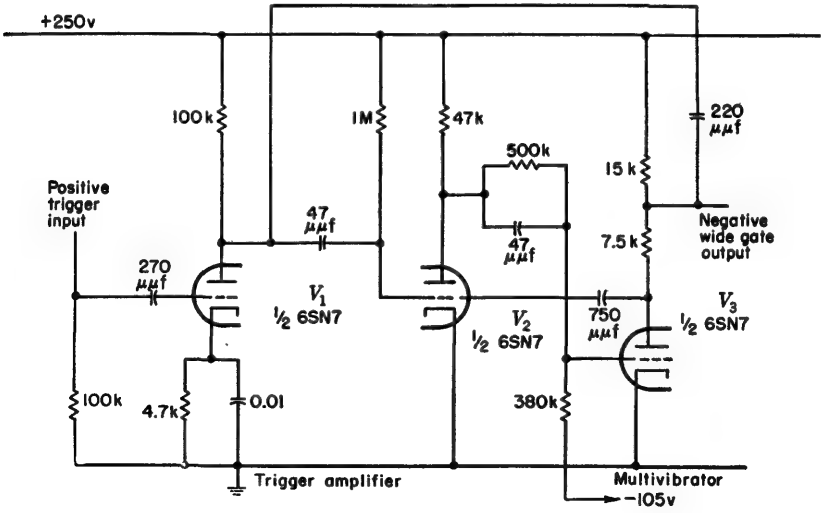 +250v
100k
1M
47k
220
μμf
500k
15k
Positive
trigger
input
47
μμf
47
μμf
Negative
wide gate
output
7.5k
270
μμf
V1
½ 6SN7
V2
½ 6SN7
750
μμf
V3
½ 6SN7
100k
4.7k
0.01
380k
Trigger amplifier
Multivibrator
-105v